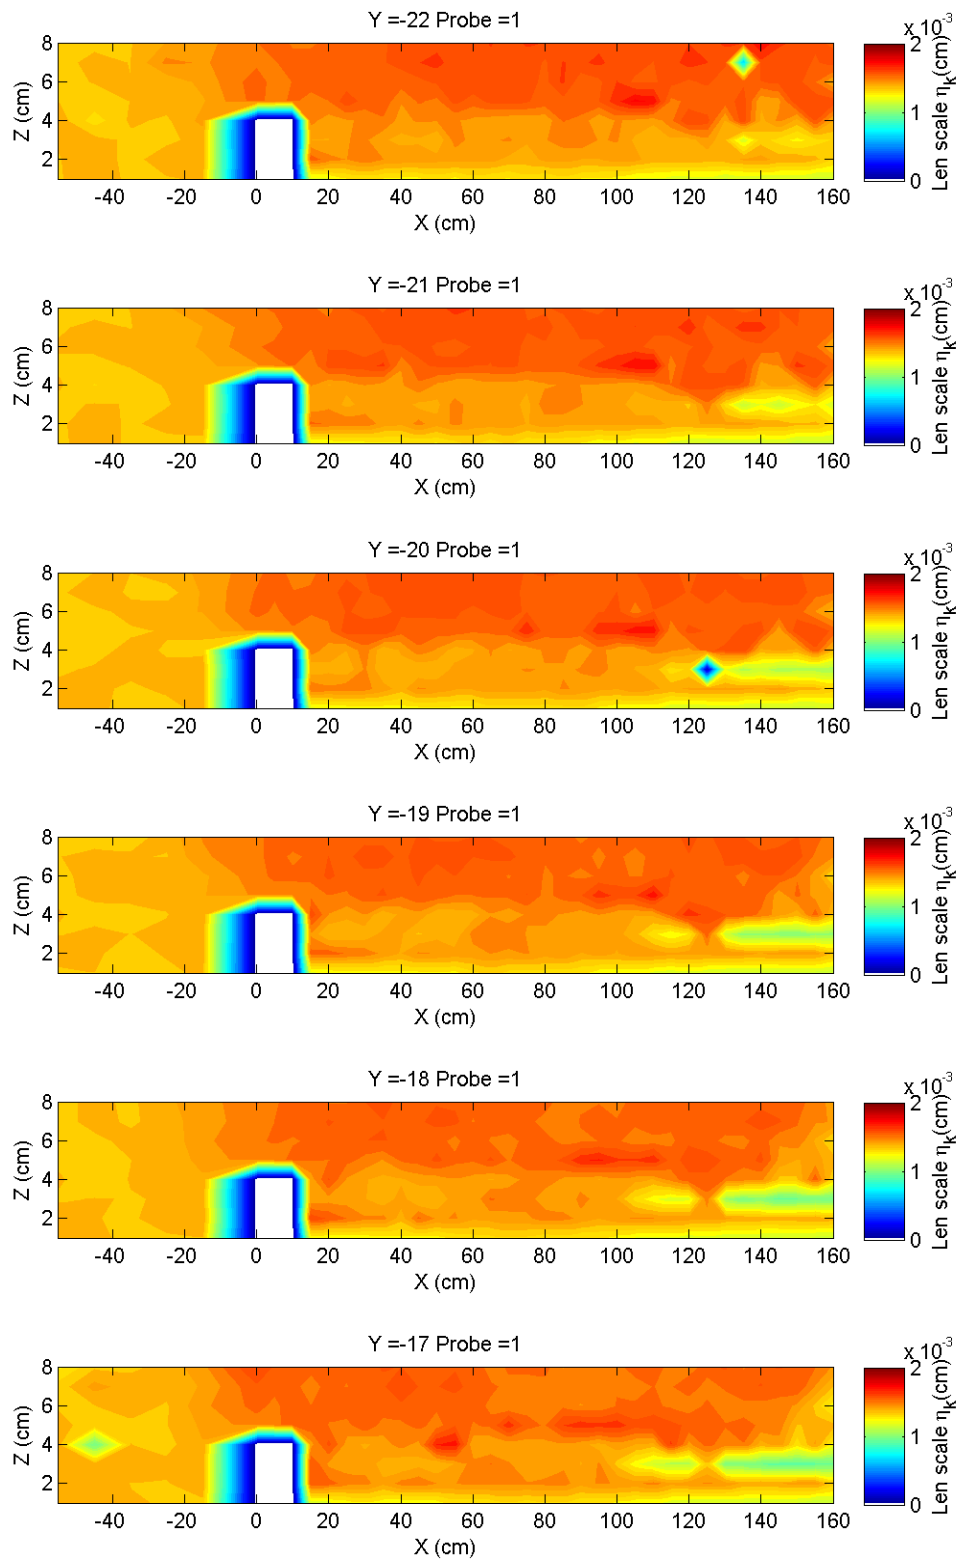 Y =-22 Probe =1
x 10-3
8
6
4
2
Z (cm)
-40 -20 0 20 40 60 80 100 120 140 160
X (cm)
2
1
0
Len scale ηk(cm)
Y =-21 Probe =1
x 10-3
8
6
4
2
Z (cm)
-40 -20 0 20 40 60 80 100 120 140 160
X (cm)
2
1
0
Len scale ηk(cm)
Y =-20 Probe =1
x 10-3
8
6
4
2
Z (cm)
-40 -20 0 20 40 60 80 100 120 140 160
X (cm)
2
1
0
Len scale ηk(cm)
Y =-19 Probe =1
x 10-3
8
6
4
2
Z (cm)
-40 -20 0 20 40 60 80 100 120 140 160
X (cm)
2
1
0
Len scale ηk(cm)
Y =-18 Probe =1
x 10-3
8
6
4
2
Z (cm)
-40 -20 0 20 40 60 80 100 120 140 160
X (cm)
2
1
0
Len scale ηk(cm)
Y =-17 Probe =1
x 10-3
8
6
4
2
Z (cm)
-40 -20 0 20 40 60 80 100 120 140 160
X (cm)
2
1
0
Len scale ηk(cm)